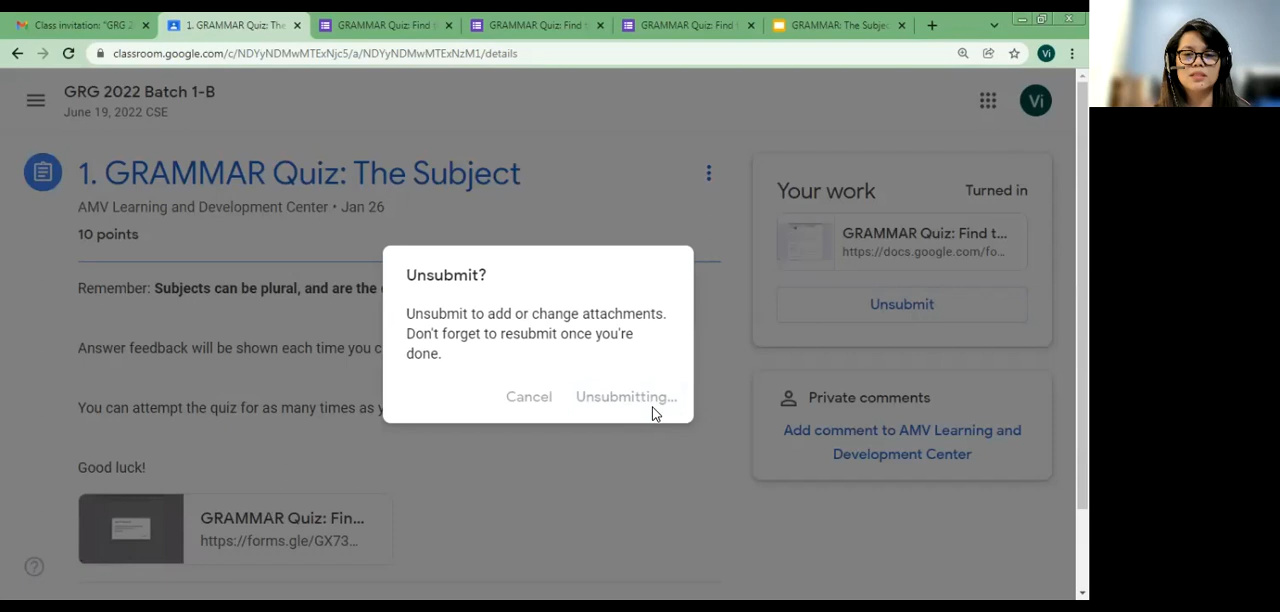 Class invitation: "GRG 2
1. GRAMMAR Quiz: The
GRAMMAR Quiz: Find t
GRAMMAR Quiz: Find t
GRAMMAR Quiz: Find t
GRAMMAR: The Subje
classroom.google.com/c/NDYyNDMwMTExNjc5/a/NDYyNDMwMTExNzM1/details
Vi
GRG 2022 Batch 1-B
June 19, 2022 CSE
Vi
1. GRAMMAR Quiz: The Subject
AMV Learning and Development Center • Jan 26
10 points
Remember: Subjects can be plural, and are the
Answer feedback will be shown each time you c
You can attempt the quiz for as many times as y
Good luck!
GRAMMAR Quiz: Fin...
https://forms.gle/GX73...
Unsubmit?
Unsubmit to add or change attachments.
Don't forget to resubmit once you're
done.
Cancel Unsubmitting...
Your work Turned in
GRAMMAR Quiz: Find t...
https://docs.google.com/fo...
Unsubmit
Private comments
Add comment to AMV Learning and
Development Center